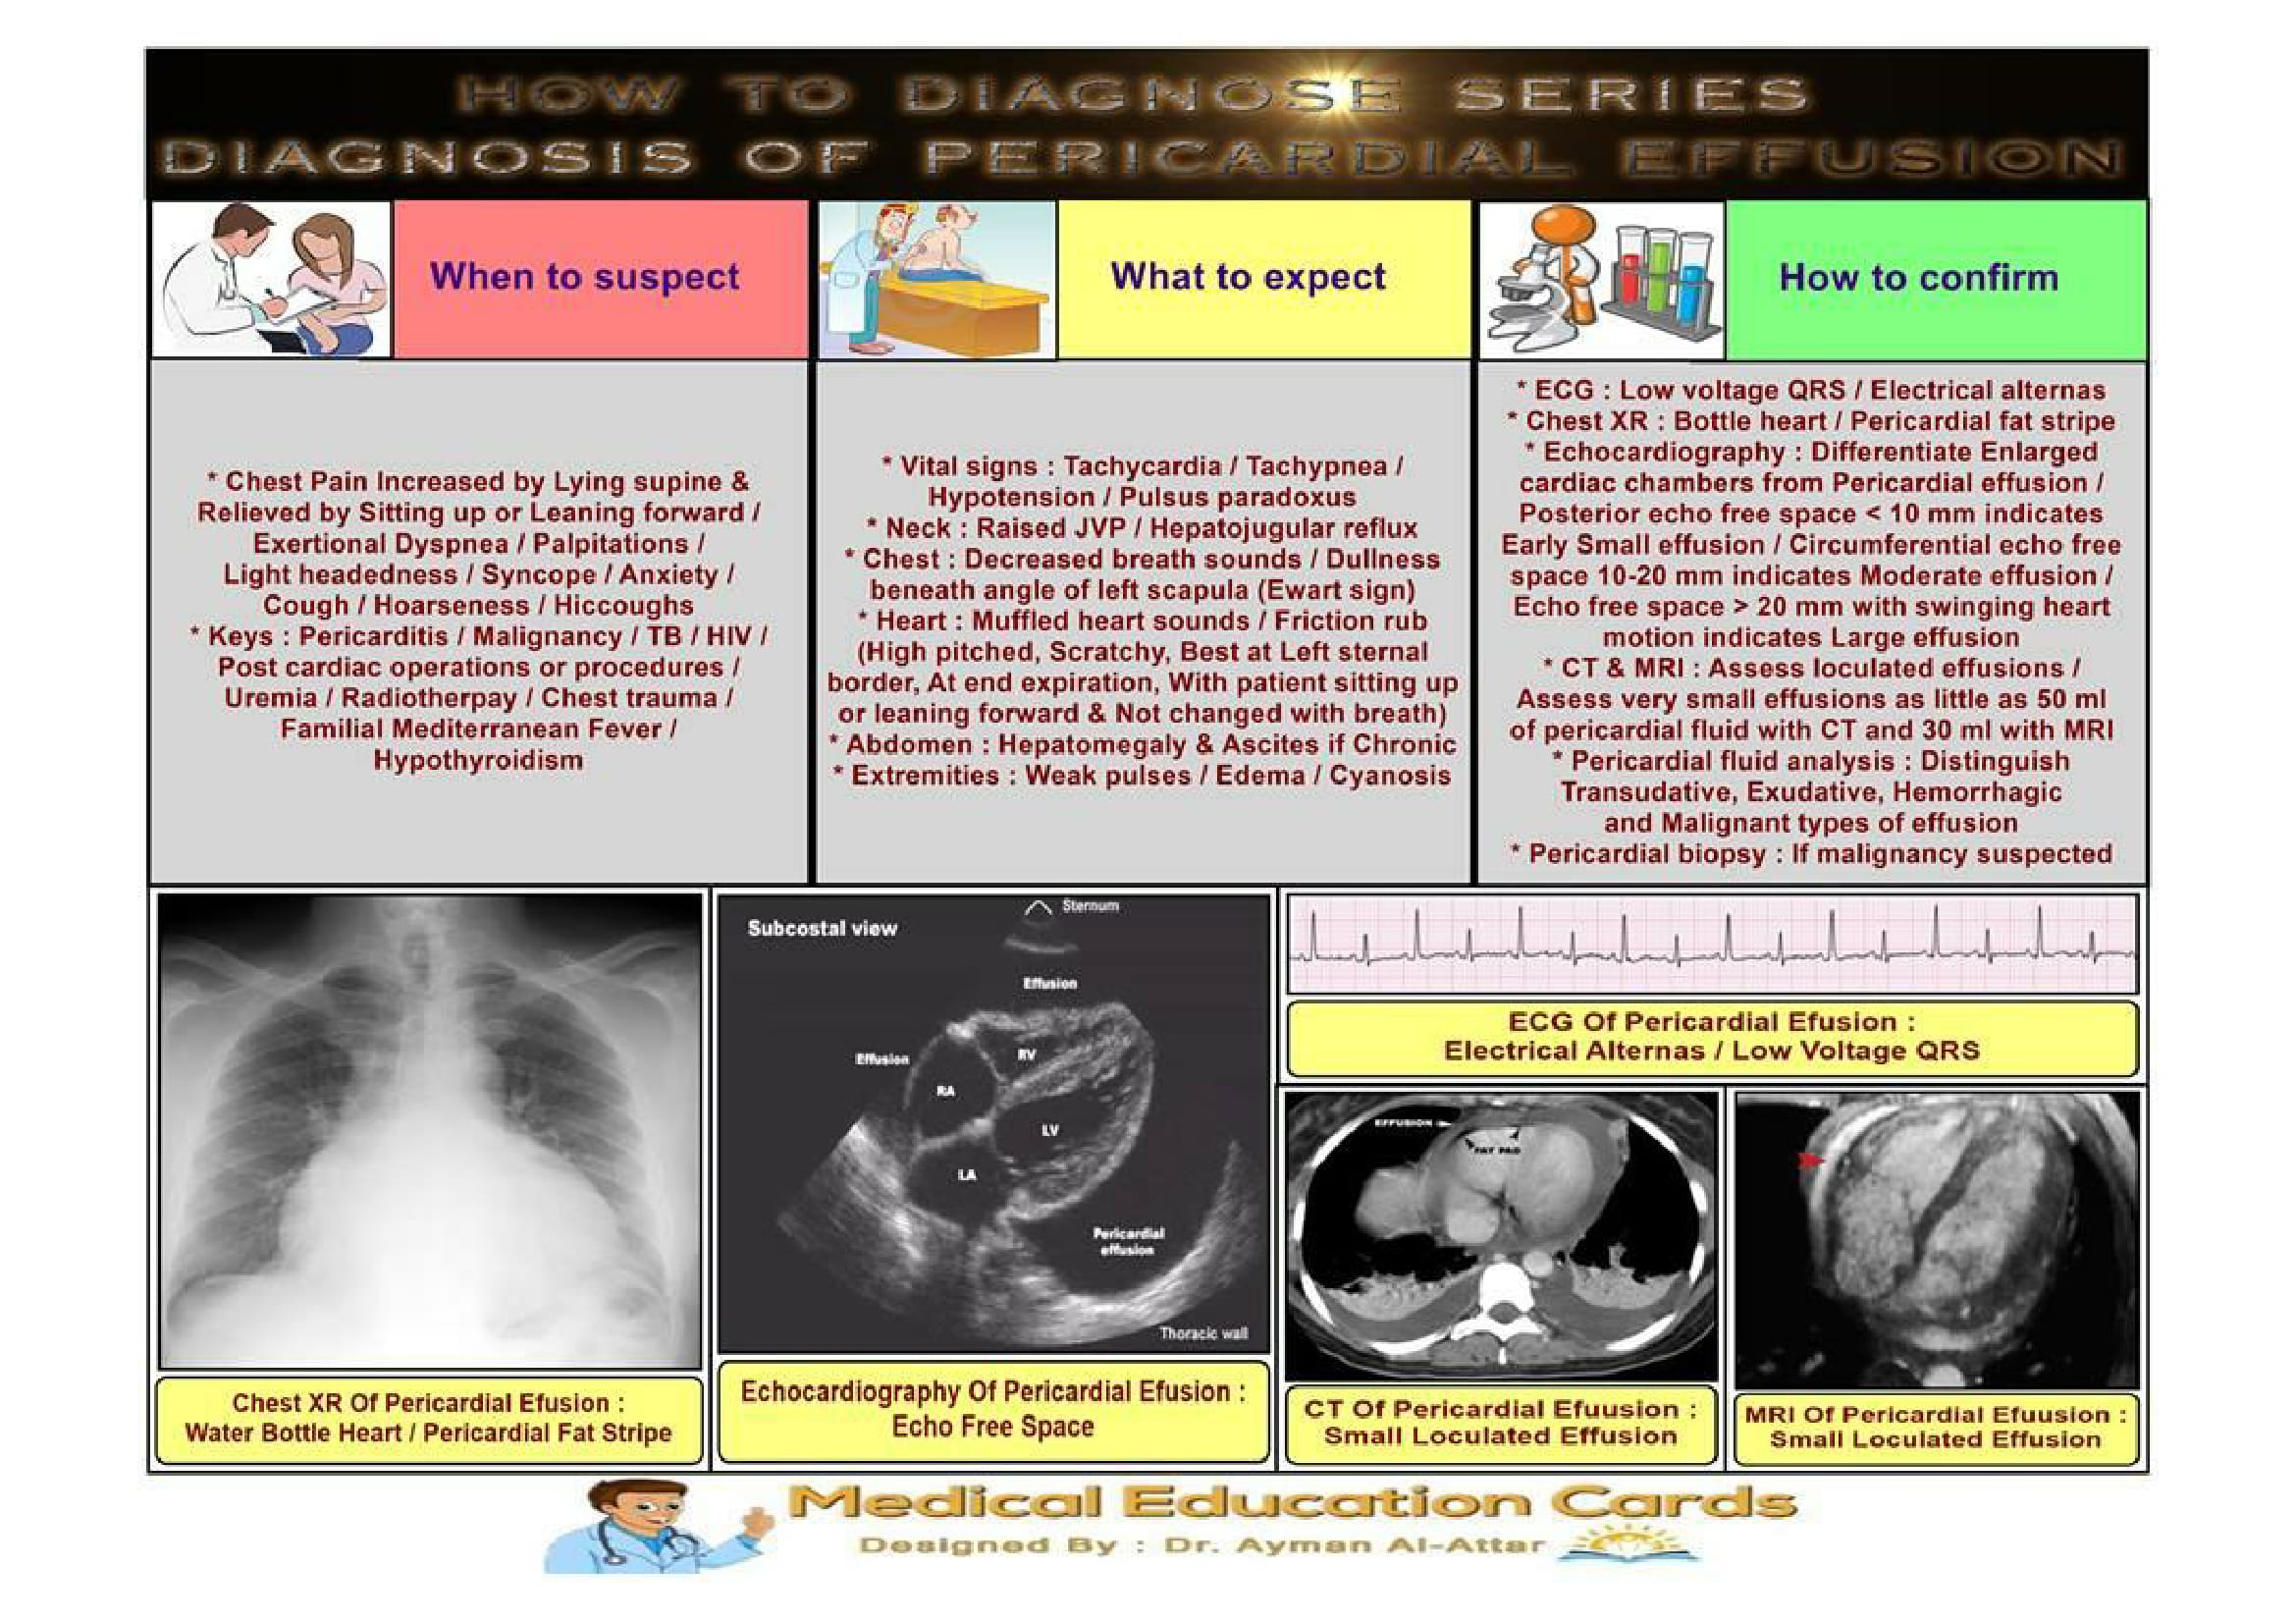 HOW TO DIAGNOSE SERIES
DIAGNOSIS OF PERICARDIAL EFFUSION
When to suspect
* Chest Pain Increased by Lying supine &
Relieved by Sitting up or Leaning forward /
Exertional Dyspnea / Palpitations /
Light headedness / Syncope / Anxiety /
Cough / Hoarseness / Hiccoughs
* Keys : Pericarditis / Malignancy / TB / HIV /
Post cardiac operations or procedures /
Uremia / Radiotherpay / Chest trauma /
Familial Mediterranean Fever /
Hypothyroidism
What to expect
* Vital signs : Tachycardia / Tachypnea /
Hypotension / Pulsus paradoxus
* Neck : Raised JVP / Hepatojugular reflux
* Chest : Decreased breath sounds / Dullness
beneath angle of left scapula (Ewart sign)
* Heart : Muffled heart sounds / Friction rub
(High pitched, Scratchy, Best at Left sternal
border, At end expiration, With patient sitting up
or leaning forward & Not changed with breath)
* Abdomen : Hepatomegaly & Ascites if Chronic
* Extremities : Weak pulses / Edema / Cyanosis
How to confirm
* ECG : Low voltage QRS / Electrical alternas
* Chest XR : Bottle heart / Pericardial fat stripe
* Echocardiography : Differentiate Enlarged
cardiac chambers from Pericardial effusion /
Posterior echo free space < 10 mm indicates
Early Small effusion / Circumferential echo free
space 10-20 mm indicates Moderate effusion /
Echo free space > 20 mm with swinging heart
motion indicates Large effusion
* CT & MRI : Assess loculated effusions /
Assess very small effusions as little as 50 ml
of pericardial fluid with CT and 30 ml with MRI
* Pericardial fluid analysis : Distinguish
Transudative, Exudative, Hemorrhagic
and Malignant types of effusion
* Pericardial biopsy : If malignancy suspected
Chest XR Of Pericardial Efusion :
Water Bottle Heart / Pericardial Fat Stripe
Sternum
Subcostal view
Effusion
Effusion
RV
RA
LV
LA
Pericardial
effusion
Thoracic wall
Echocardiography Of Pericardial Efusion :
Echo Free Space
ECG Of Pericardial Efusion :
Electrical Alternas / Low Voltage QRS
EFFUSION
FAT PAD
CT Of Pericardial Efuusion :
Small Loculated Effusion
MRI Of Pericardial Efuusion :
Small Loculated Effusion
Medical Education Cards
Designed By : Dr. Ayman Al-Attar